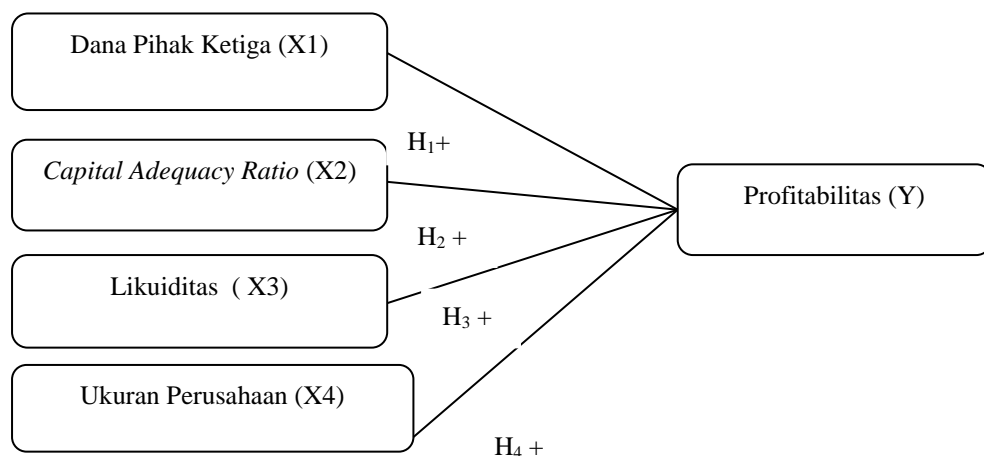 Dana Pihak Ketiga (X1)
H₁+
Capital Adequacy Ratio (X2)
Profitabilitas (Y)
H₂ +
Likuiditas ( X3)
H₃ +
Ukuran Perusahaan (X4)
H₄ +